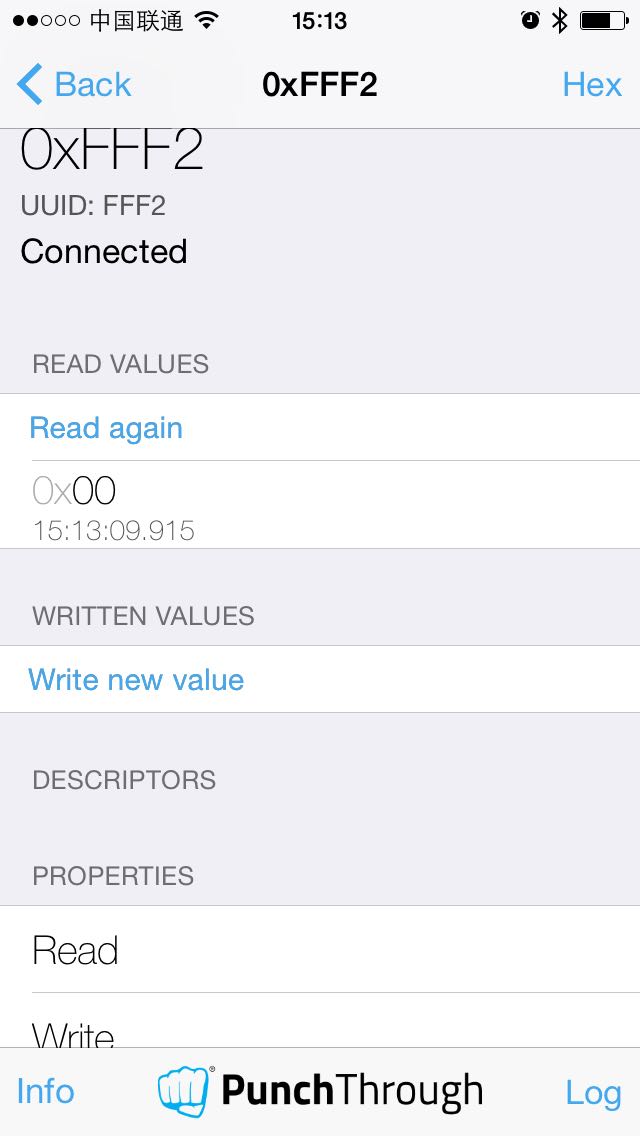 中国联通 15:13
Back 0xFFF2 Hex
0xFFF2
UUID: FFF2
Connected
READ VALUES
Read again
0x00
15:13:09.915
WRITTEN VALUES
Write new value
DESCRIPTORS
PROPERTIES
Read
Write
Info PunchThrough Log